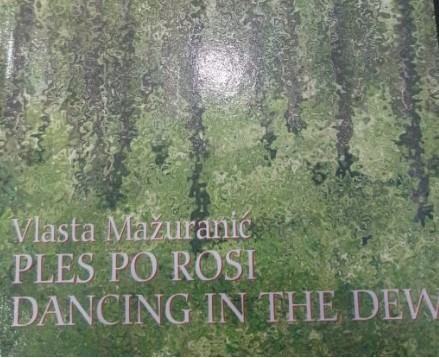 Vlasta Mažuranić
PLES PO ROSI
DANCING IN THE DEW